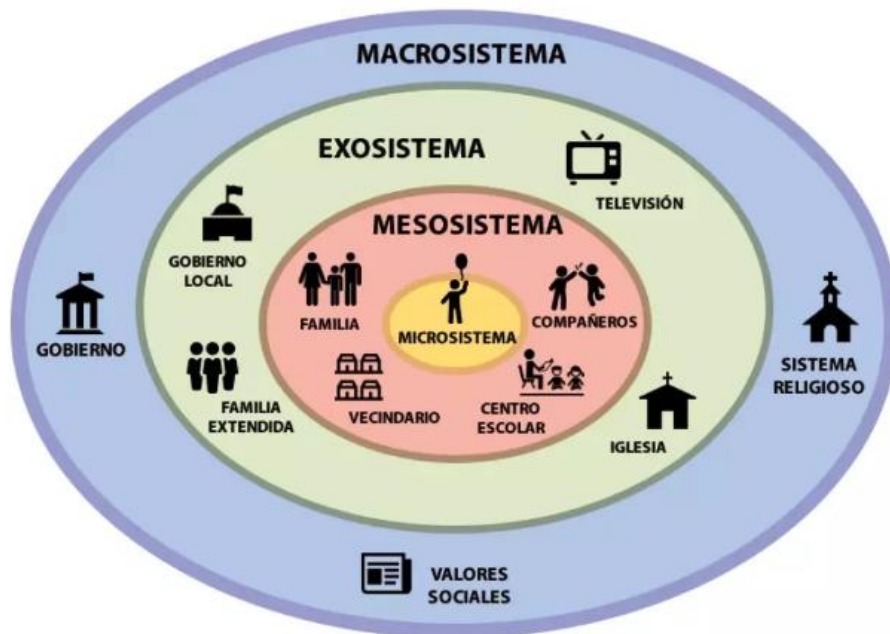 MACROSISTEMA
EXOSISTEMA
TELEVISIÓN
MESOSISTEMA
GOBIERNO
LOCAL
FAMILIA
COMPAÑEROS
MICROSISTEMA
GOBIERNO
SISTEMA
RELIGIOSO
FAMILIA
EXTENDIDA
VECINDARIO
CENTRO
ESCOLAR
IGLESIA
VALORES
SOCIALES